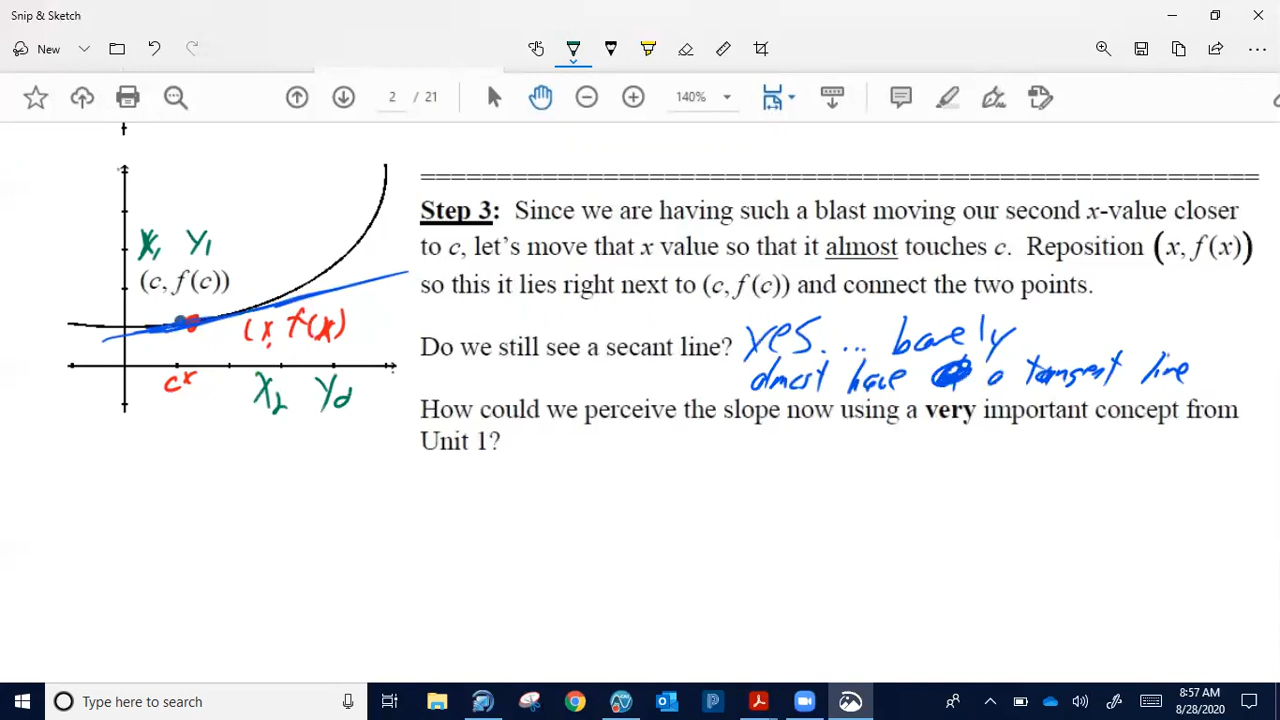 Snip & Sketch
New
2 / 21
140%
Step 3: Since we are having such a blast moving our second x-value closer
to c, let's move that x value so that it almost touches c. Reposition (x, f(x))
so this it lies right next to (c, f(c)) and connect the two points.
X, Y1
(c, f(c))
(x, f(x)
Do we still see a secant line? yes.... barely
almost have a tangent line
c x
X2 Y2
How could we perceive the slope now using a very important concept from
Unit 1?
Type here to search
8:57 AM
8/28/2020